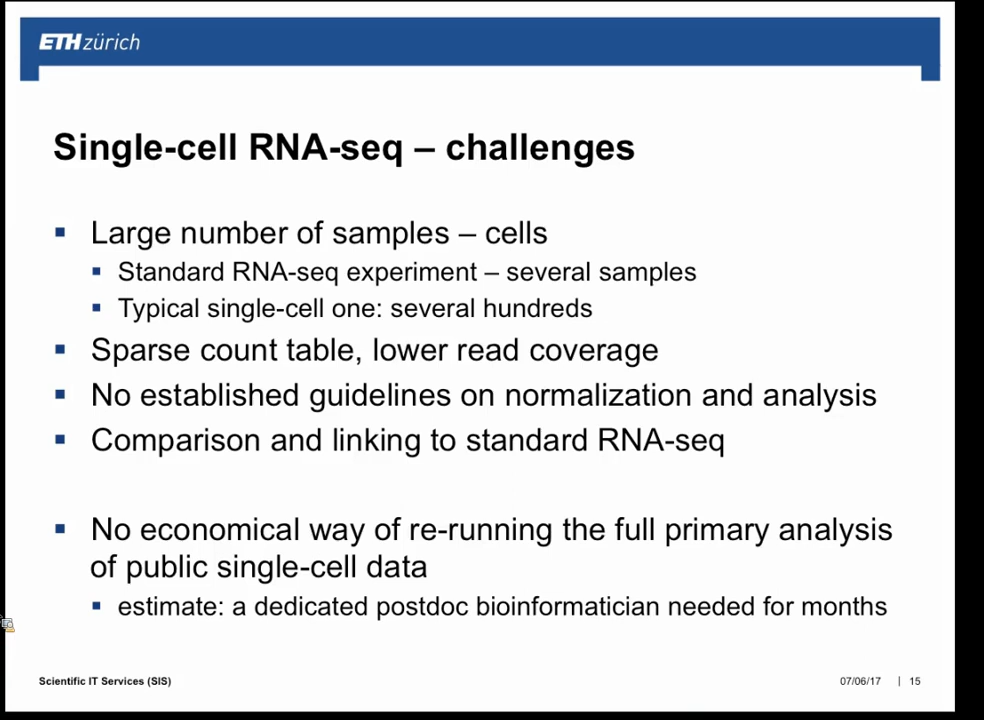 ETH zürich
Single-cell RNA-seq – challenges
▪ Large number of samples – cells
▪ Standard RNA-seq experiment – several samples
▪ Typical single-cell one: several hundreds
▪ Sparse count table, lower read coverage
▪ No established guidelines on normalization and analysis
▪ Comparison and linking to standard RNA-seq
▪ No economical way of re-running the full primary analysis
of public single-cell data
▪ estimate: a dedicated postdoc bioinformatician needed for months
Scientific IT Services (SIS) 07/06/17 | 15